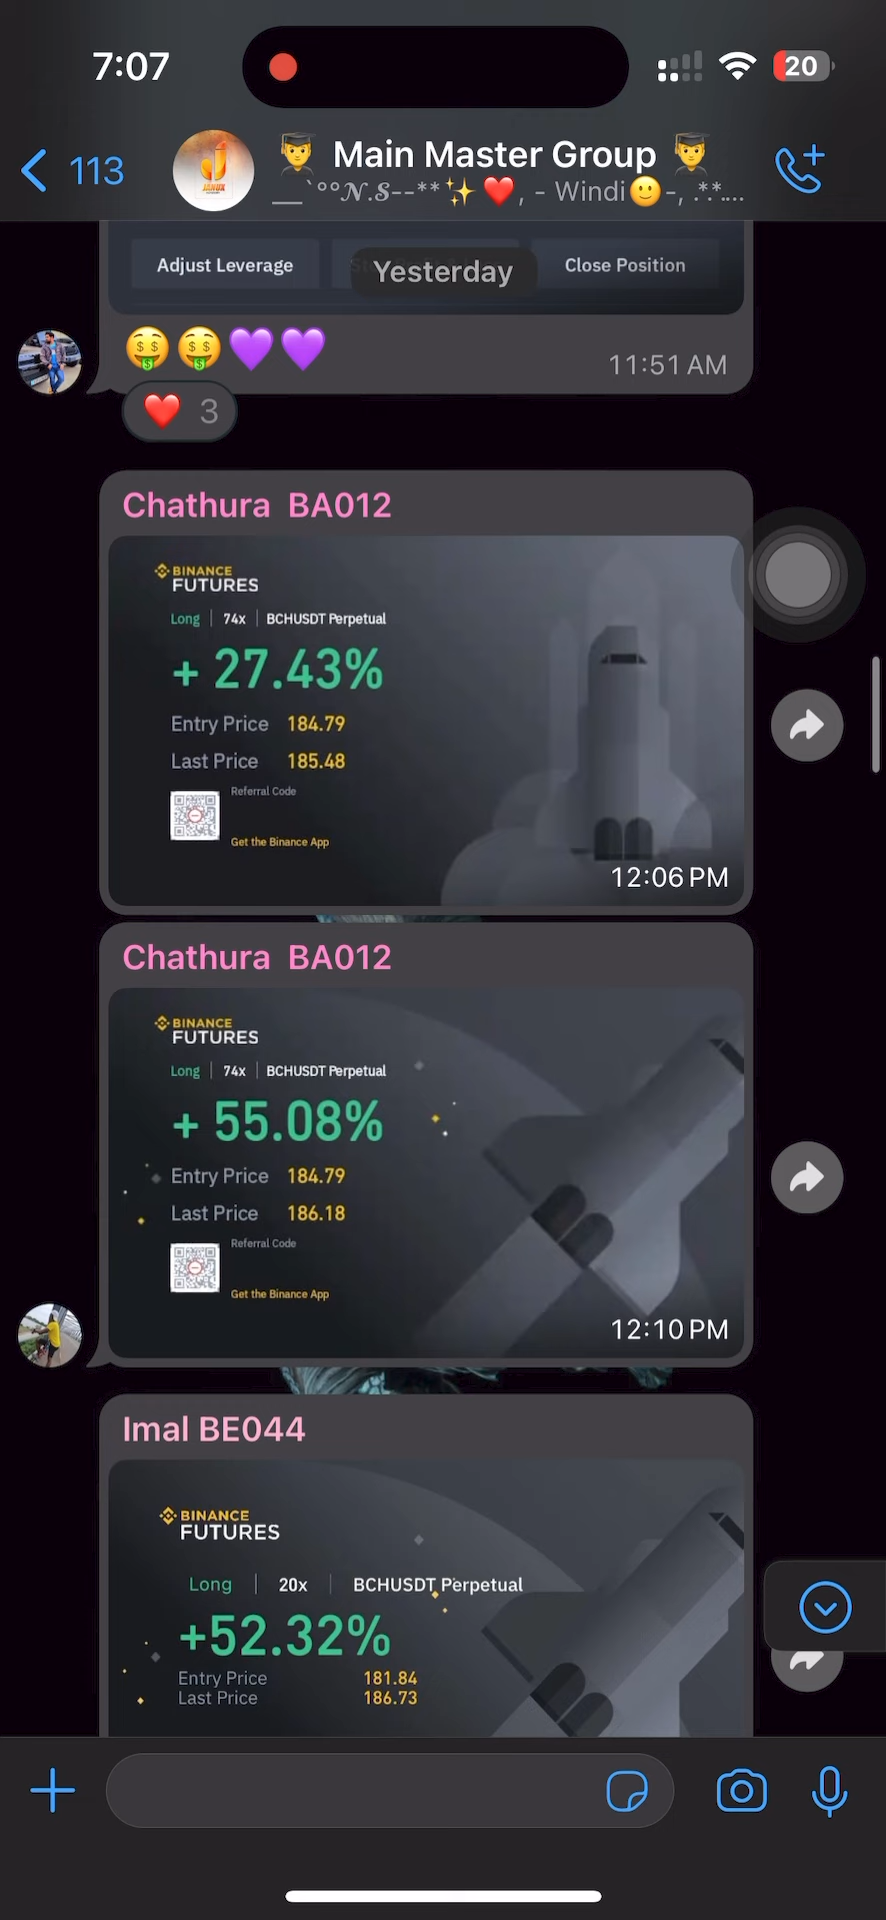 7:07
20
113
Main Master Group
__`°°𝓝.𝓢--**✨❤️, - Windi🙂-, .**....
Adjust Leverage
Yesterday
Close Position
🤑🤑💜💜
11:51 AM
❤️ 3
Chathura BA012
BINANCE
FUTURES
Long | 74x | BCHUSDT Perpetual
+ 27.43%
Entry Price 184.79
Last Price 185.48
Referral Code
Get the Binance App
12:06 PM
Chathura BA012
BINANCE
FUTURES
Long | 74x | BCHUSDT Perpetual
+ 55.08%
Entry Price 184.79
Last Price 186.18
Referral Code
Get the Binance App
12:10 PM
Imal BE044
BINANCE
FUTURES
Long | 20x | BCHUSDT Perpetual
+52.32%
Entry Price 181.84
Last Price 186.73